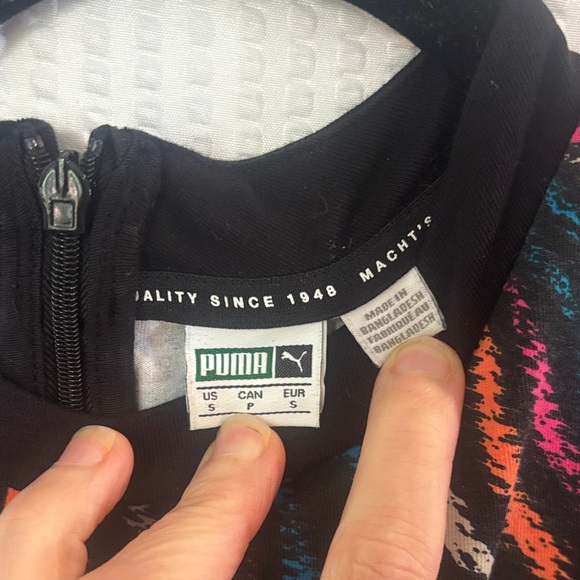 UALITY SINCE 1948 MACHT'S
MADE IN
BANGLADESH
FABRIQUÉ AU
BANGLADESH
PUMA
US CAN EUR
S P S